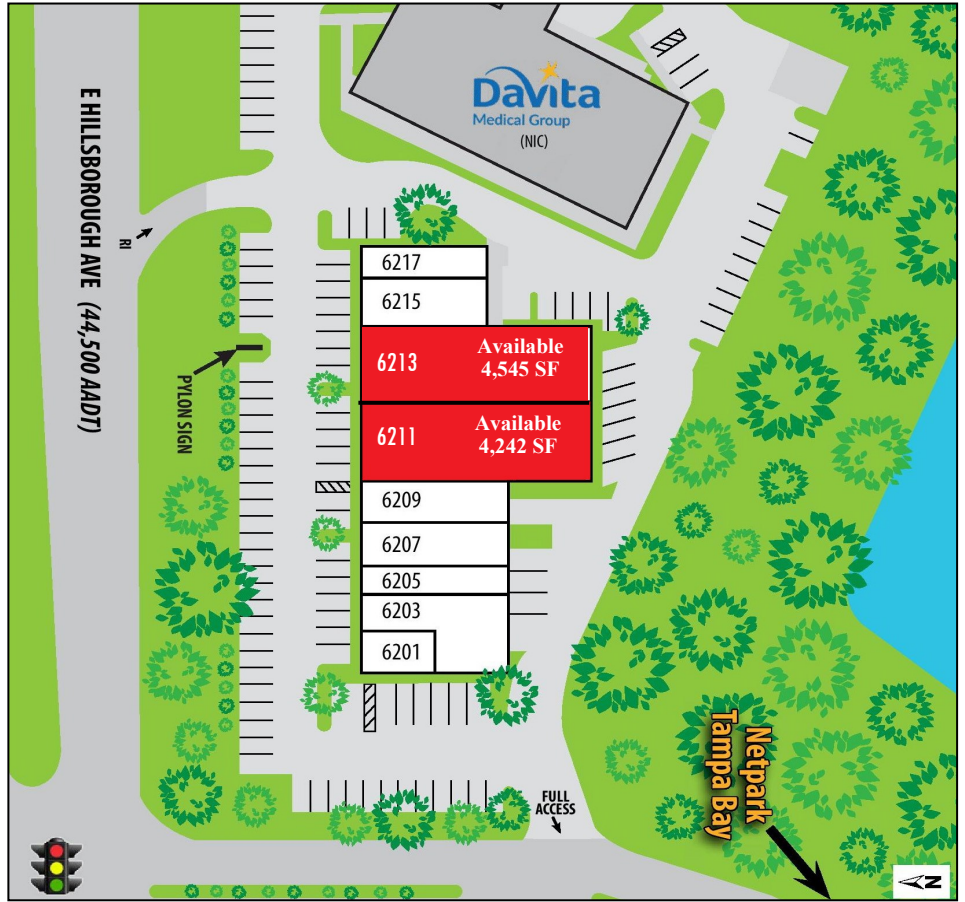 DaVita
Medical Group
(NIC)
E HILLSBOROUGH AVE (44,500 AADT)
RI
PYLON SIGN
6217
6215
6213
Available
4,545 SF
6211
Available
4,242 SF
6209
6207
6205
6203
6201
FULL
ACCESS
Netpark
Tampa Bay
N